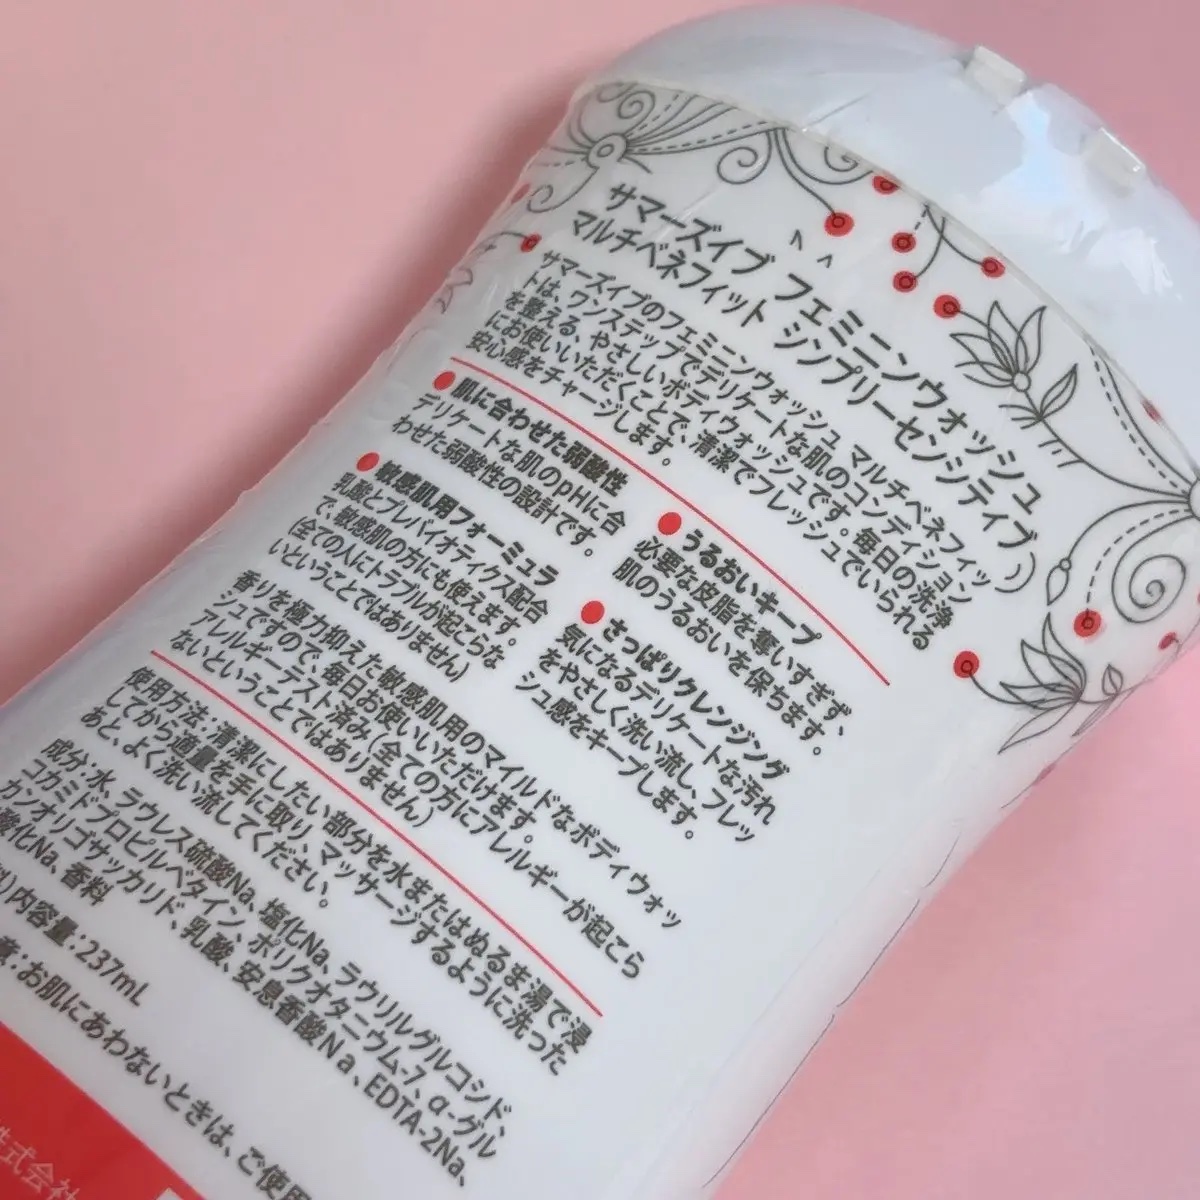 サマーズイブ フェミニンウォッシュ
マルチベネフィット シンプリーセンシティブ
サマーズイブのフェミニンウォッシュ マルチベネフィッ
トは、ワンステップでデリケートな肌のコンディション
を整える、やさしいボディウォッシュです。毎日の洗浄
にお使いいただくことで、清潔でフレッシュでいられる
安心感をチャージします。
肌に合わせた弱酸性
デリケートな肌のpHに合
わせた弱酸性の設計です。
敏感肌用フォーミュラ
乳酸とプレバイオティクス配合
で、敏感肌の方にも使えます。
(全ての人にトラブルが起こらな
いということではありません)
うるおいキープ
必要な皮脂を奪いすぎず、
肌のうるおいを保ちます。
さっぱりクレンジング
気になるデリケートな汚れ
をやさしく洗い流し、フレッ
シュ感をキープします。
香りを極力抑えた敏感肌用のマイルドなボディウォッ
シュですので、毎日お使いいただけます。
アレルギーテスト済み(全ての方にアレルギーが起こら
ないということではありません)
使用方法:清潔にしたい部分を水またはぬるま湯で浸
してから適量を手に取り、マッサージするように洗った
あと、よく洗い流してください。
成分:水、ラウレス硫酸Na、塩化Na、ラウリルグルコシド、
コカミドプロピルベタイン、ポリクオタニウム-7、α-グル
カンオリゴサッカリド、乳酸、安息香酸Na、EDTA-2Na、
酸化Na、香料
内容量:237mL
意:お肌にあわないときは、ご使用
株式会社